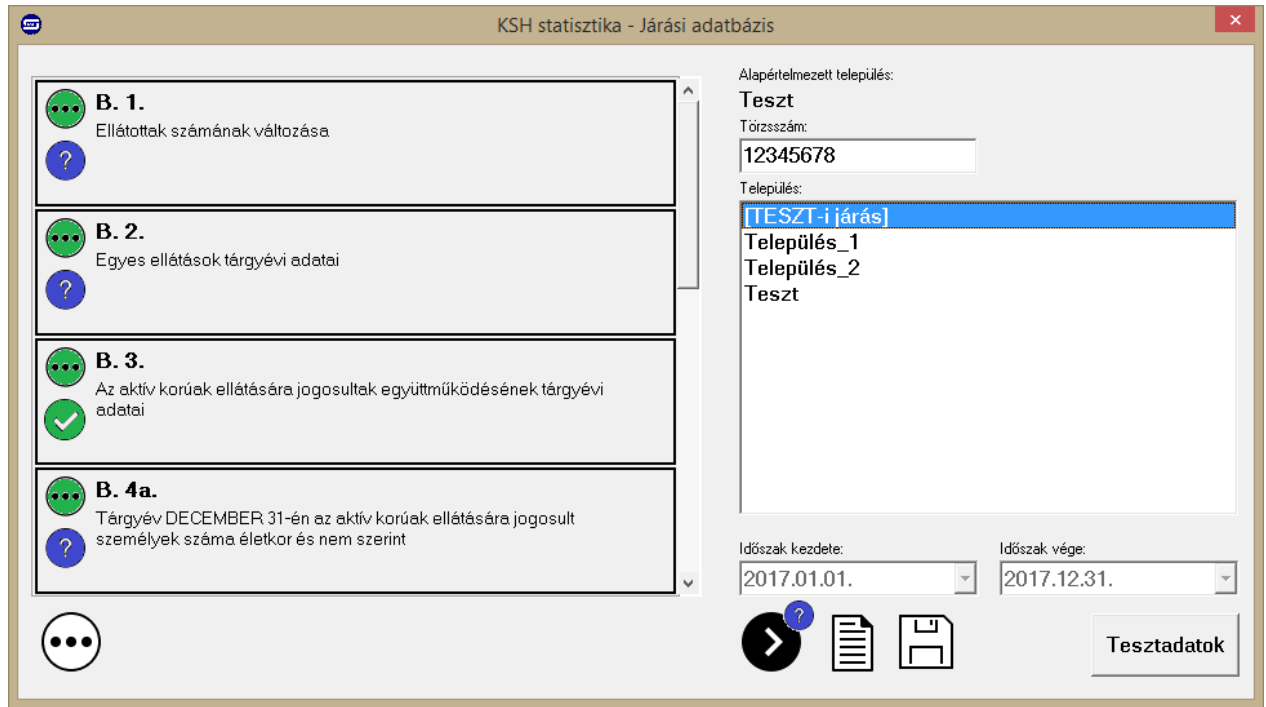 KSH statisztika - Járási adatbázis
B. 1.
Ellátottak számának változása
?
B. 2.
Egyes ellátások tárgyévi adatai
?
B. 3.
Az aktív korúak ellátására jogosultak együttműködésének tárgyévi
adatai
B. 4a.
Tárgyév DECEMBER 31-én az aktív korúak ellátására jogosult
személyek száma életkor és nem szerint
?
Alapértelmezett település:
Teszt
Törzsszám:
12345678
Település:
[TESZT-i járás]
Település_1
Település_2
Teszt
Időszak kezdete:
2017.01.01.
Időszak vége:
2017.12.31.
?
Tesztadatok